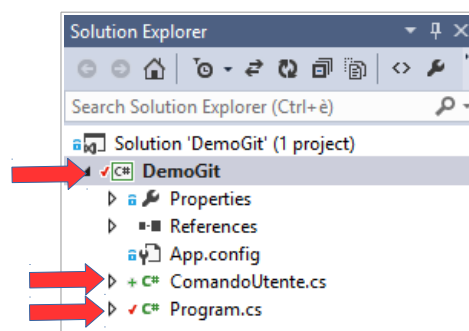 Solution Explorer
Search Solution Explorer (Ctrl+è)
Solution 'DemoGit' (1 project)
C# DemoGit
Properties
References
App.config
+ C# ComandoUtente.cs
C# Program.cs